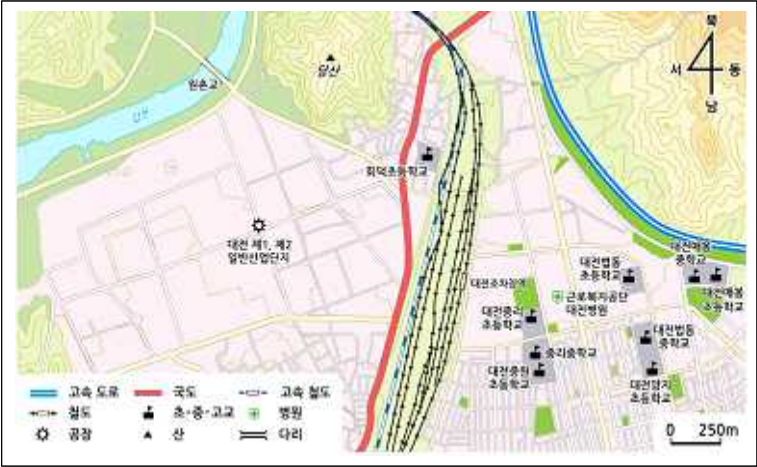 북
서
동
남
달산
원촌교
회덕초등학교
대전 제1, 제2
일반산업단지
대전조차장역
대전중리
초등학교
대전법동
초등학교
근로복지공단
대전병원
대전매봉
중학교
대전매봉
초등학교
대전법동
중학교
중리중학교
대전중원
초등학교
대전양지
초등학교
고속 도로
국도
고속 철도
철도
초·중·고교
병원
공장
산
다리
0 250m